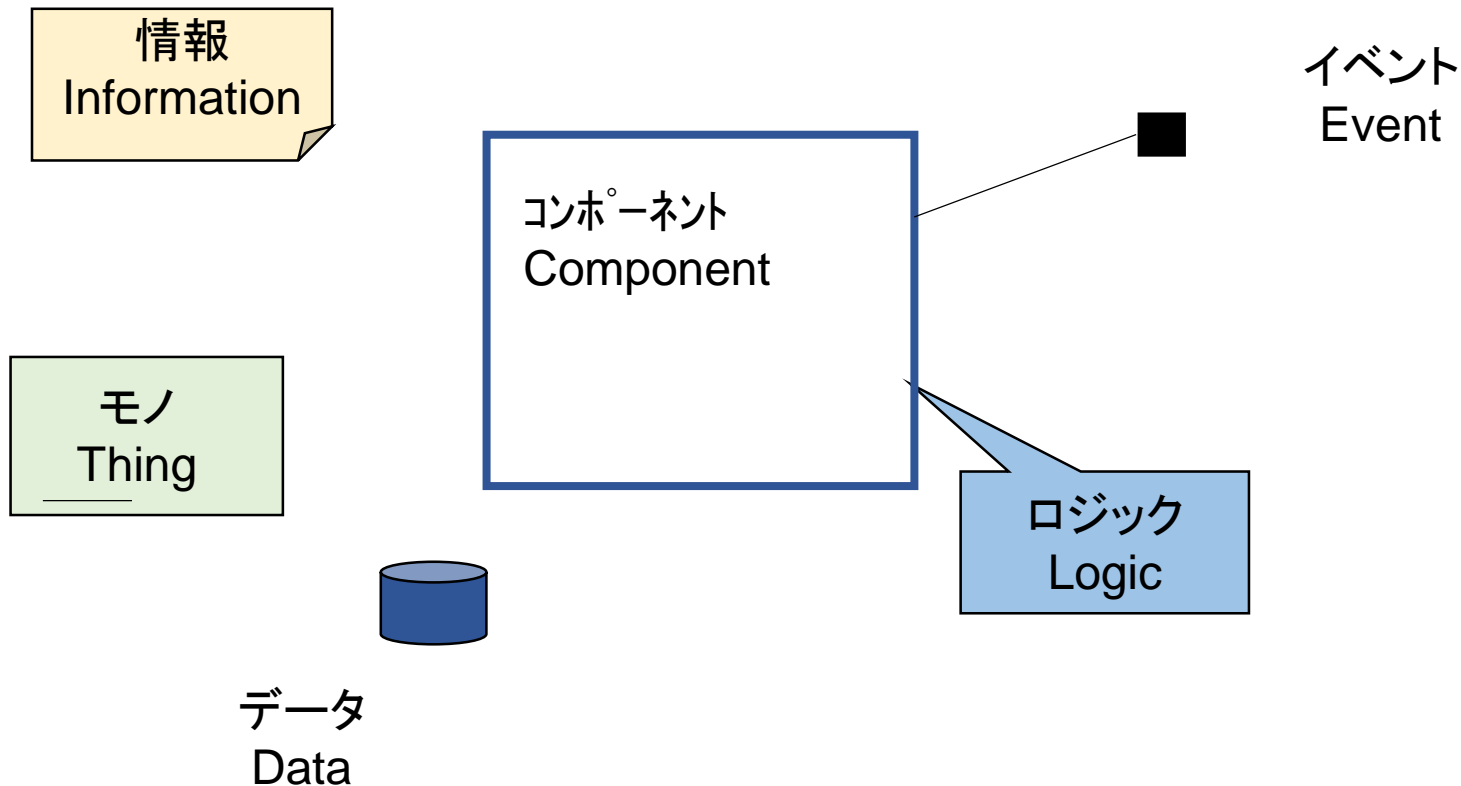 情報
Information
イベント
Event
コンポーネント
Component
モノ
Thing
ロジック
Logic
データ
Data